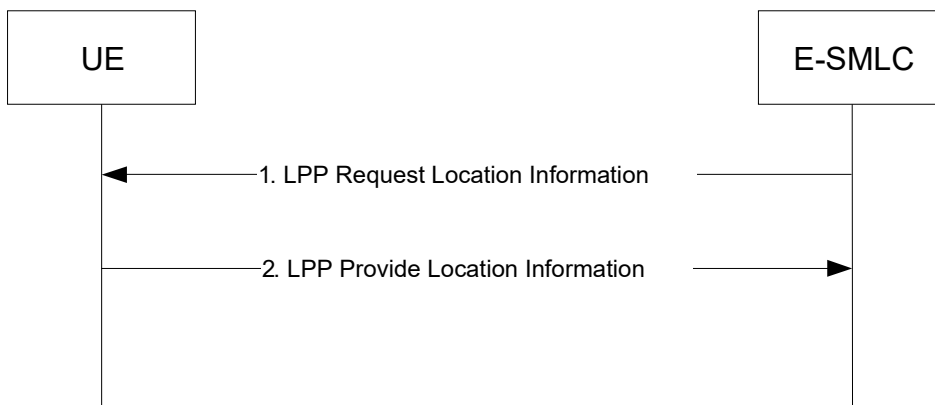 UE
E-SMLC
1. LPP Request Location Information
2. LPP Provide Location Information